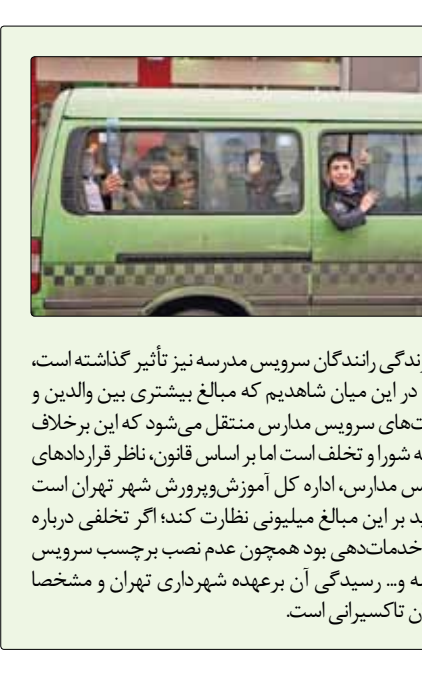 رانندگان سرویس مدرسه نیز تأثیر گذاشته است،
در این میان شاهدیم که مبالغ بیشتری بین والدین و
سرویس مدارس منتقل می‌شود که این برخلاف
شورا و تخلف است اما بر اساس قانون، ناظر قراردادهای
مدارس، اداره کل آموزش‌وپرورش شهر تهران است
بر این مبالغ میلیونی نظارت کند؛ اگر تخلفی درباره
خدمات‌دهی بود همچون عدم نصب برچسب سرویس
و... رسیدگی آن برعهده شهرداری تهران و مشخصا
تاکسیرانی است.